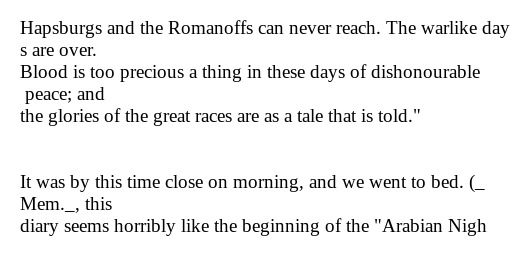 Hapsburgs and the Romanoffs can never reach. The warlike day
s are over.
Blood is too precious a thing in these days of dishonourable
 peace; and
the glories of the great races are as a tale that is told."

It was by this time close on morning, and we went to bed. (_
Mem._, this
diary seems horribly like the beginning of the "Arabian Nigh